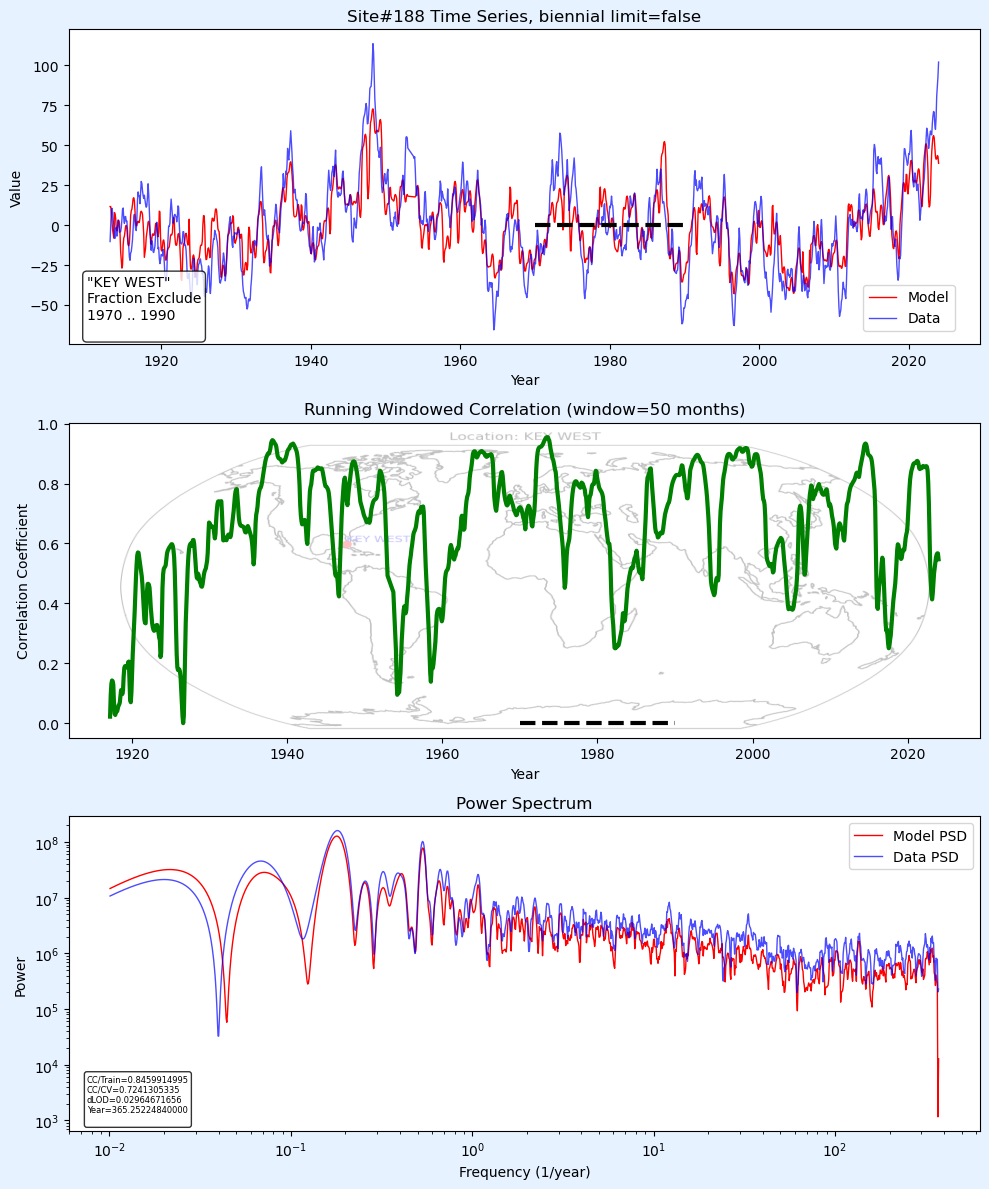 Site#188 Time Series, biennial limit=false
Value
100
75
50
25
0
−25
−50
"KEY WEST"
Fraction Exclude
1970 .. 1990
Model
Data
1920
1940
1960
1980
2000
2020
Year
Running Windowed Correlation (window=50 months)
Location: KEY WEST
Correlation Coefficient
1.0
0.8
0.6
0.4
0.2
0.0
KEY WEST
1920
1940
1960
1980
2000
2020
Year
Power Spectrum
Model PSD
Data PSD
Power
10⁸
10⁷
10⁶
10⁵
10⁴
10³
CC/Train=0.8459914995
CC/CV=0.7241305335
dLOD=0.02964671656
Year=365.25224840000
10⁻²
10⁻¹
10⁰
10¹
10²
Frequency (1/year)